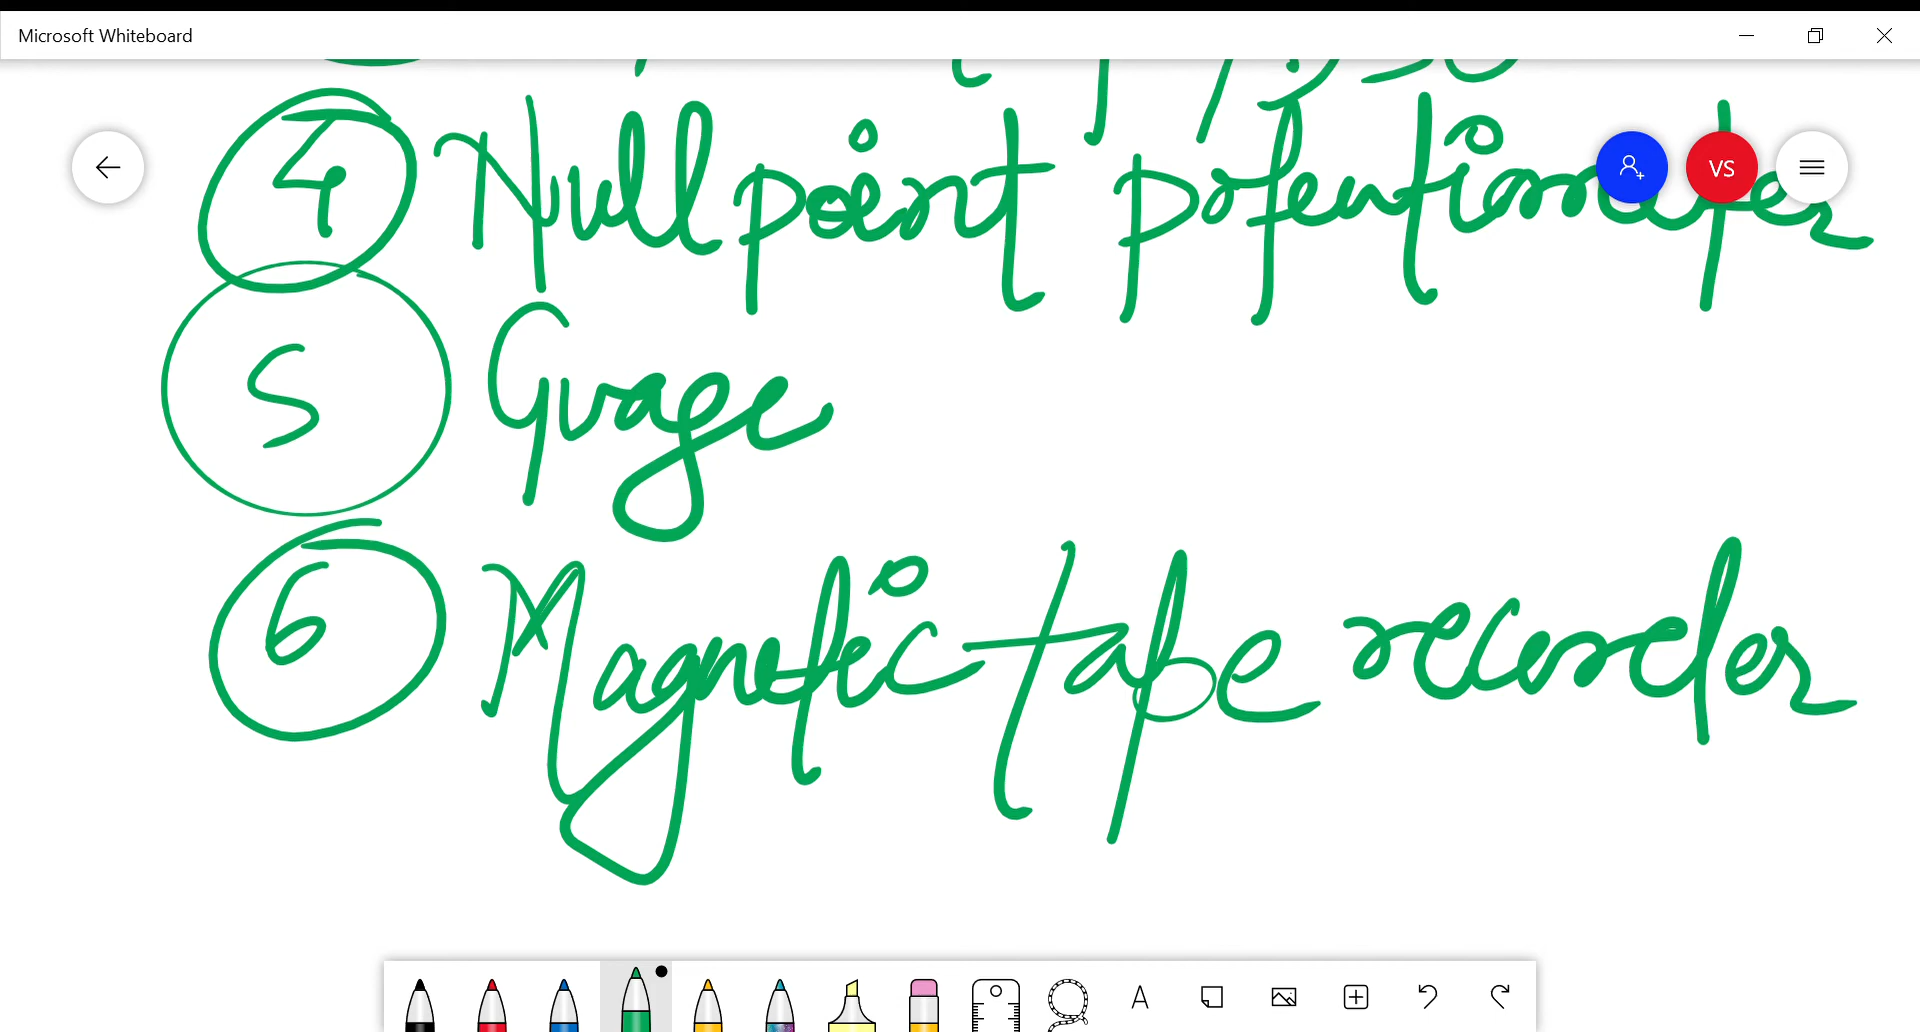 Microsoft Whiteboard
4 Null point potentiometer
VS
5 Guage
6 Magnetic tape recorder
A